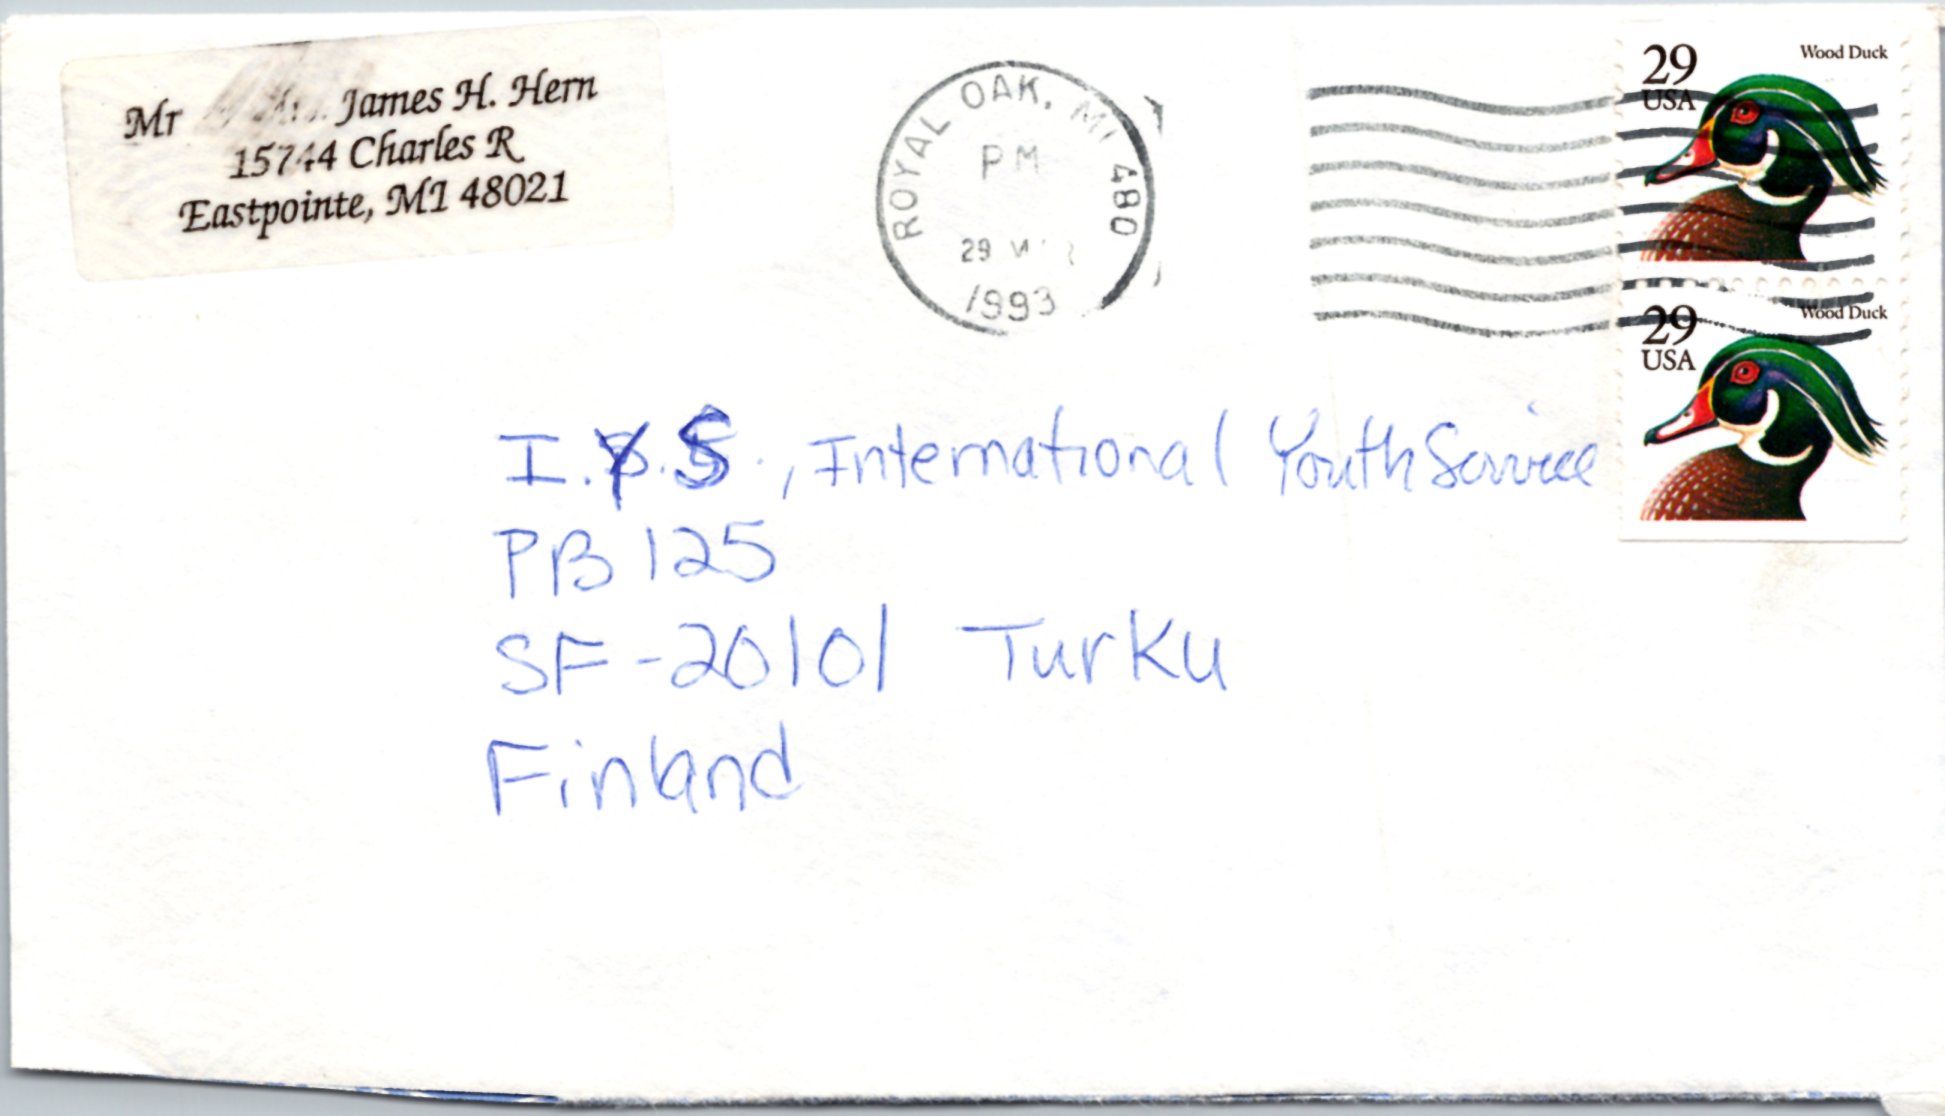 Mr James H. Hern
15744 Charles R
Eastpointe, MI 48021
ROYAL OAK, MI 480
PM
29
1993
29
USA
Wood Duck
29
USA
Wood Duck
I.Y.S., International Youth Service
PB 125
SF-20101 Turku
Finland